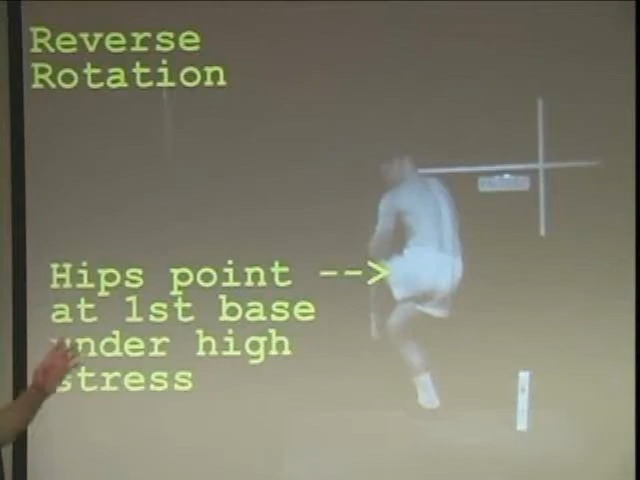 Reverse
Rotation
Hips point -->
at 1st base
under high
stress